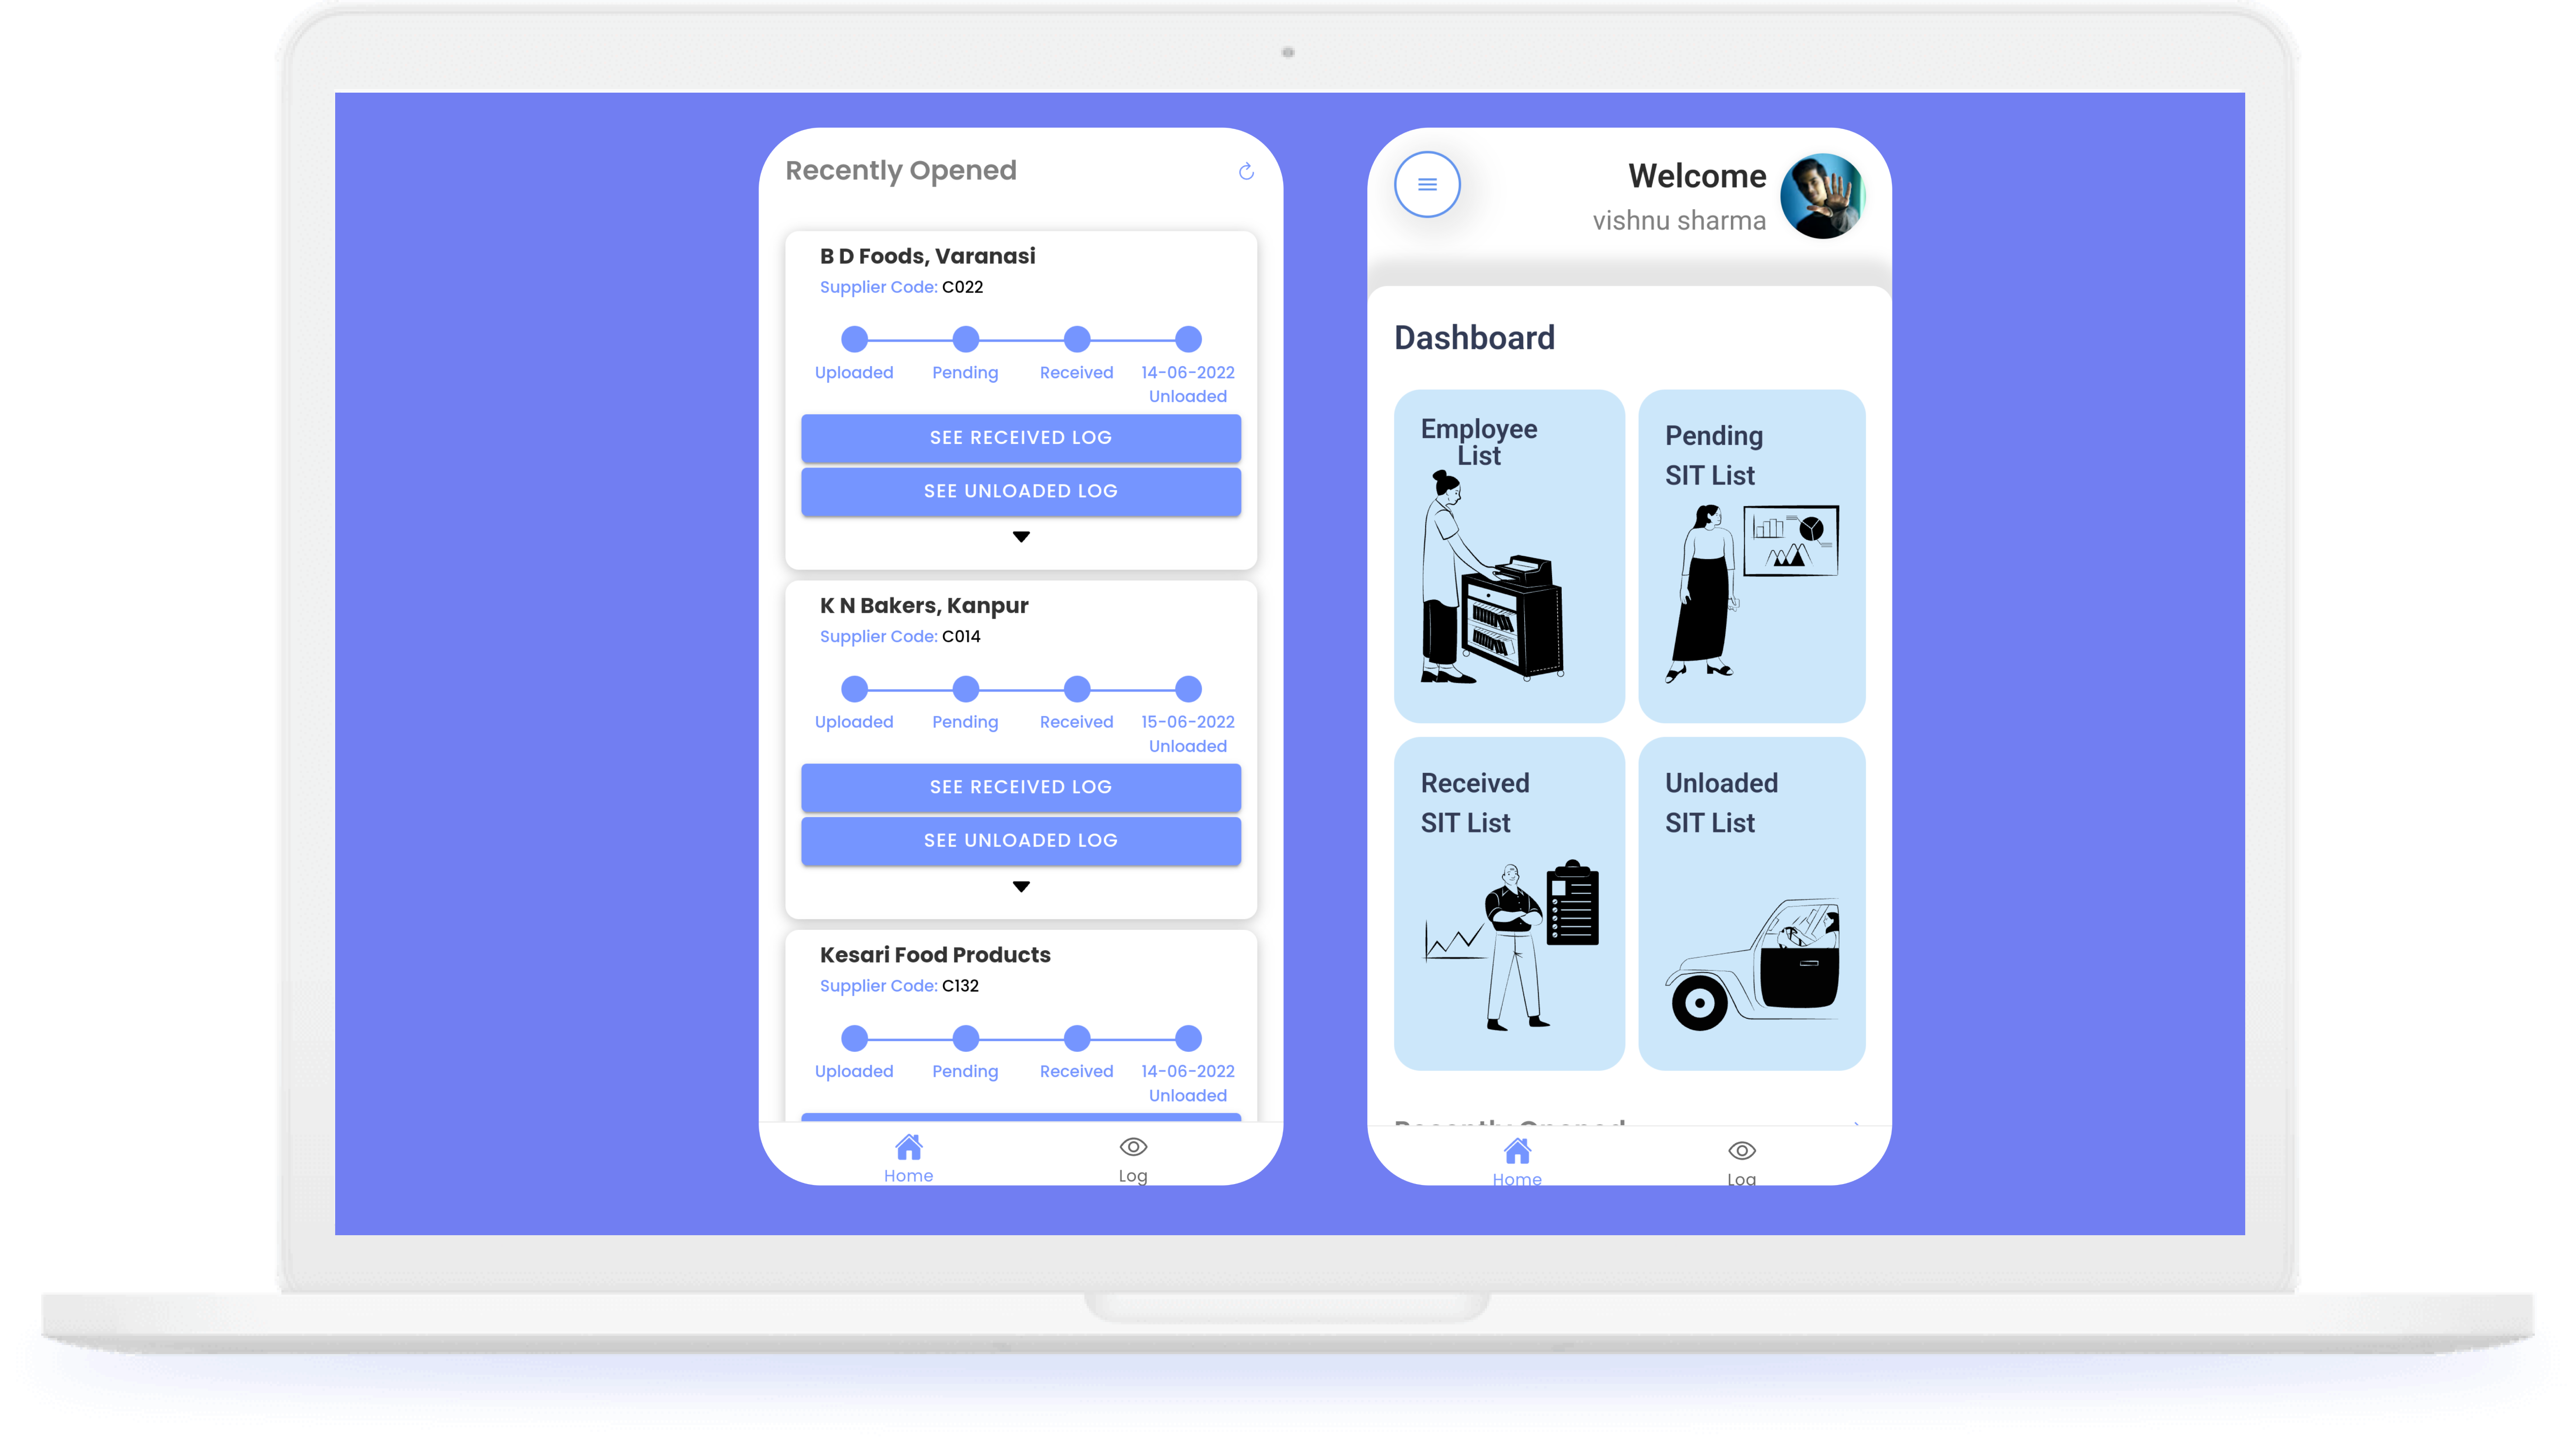 Recently Opened
B D Foods, Varanasi
Supplier Code: C022
Uploaded
Pending
Received
14-06-2022
Unloaded
SEE RECEIVED LOG
SEE UNLOADED LOG
K N Bakers, Kanpur
Supplier Code: C014
Uploaded
Pending
Received
15-06-2022
Unloaded
SEE RECEIVED LOG
SEE UNLOADED LOG
Kesari Food Products
Supplier Code: C132
Uploaded
Pending
Received
14-06-2022
Unloaded
Home
Log
Welcome
vishnu sharma
Dashboard
Employee
List
Pending
SIT List
Received
SIT List
Unloaded
SIT List
Recently Opened
Home
Log